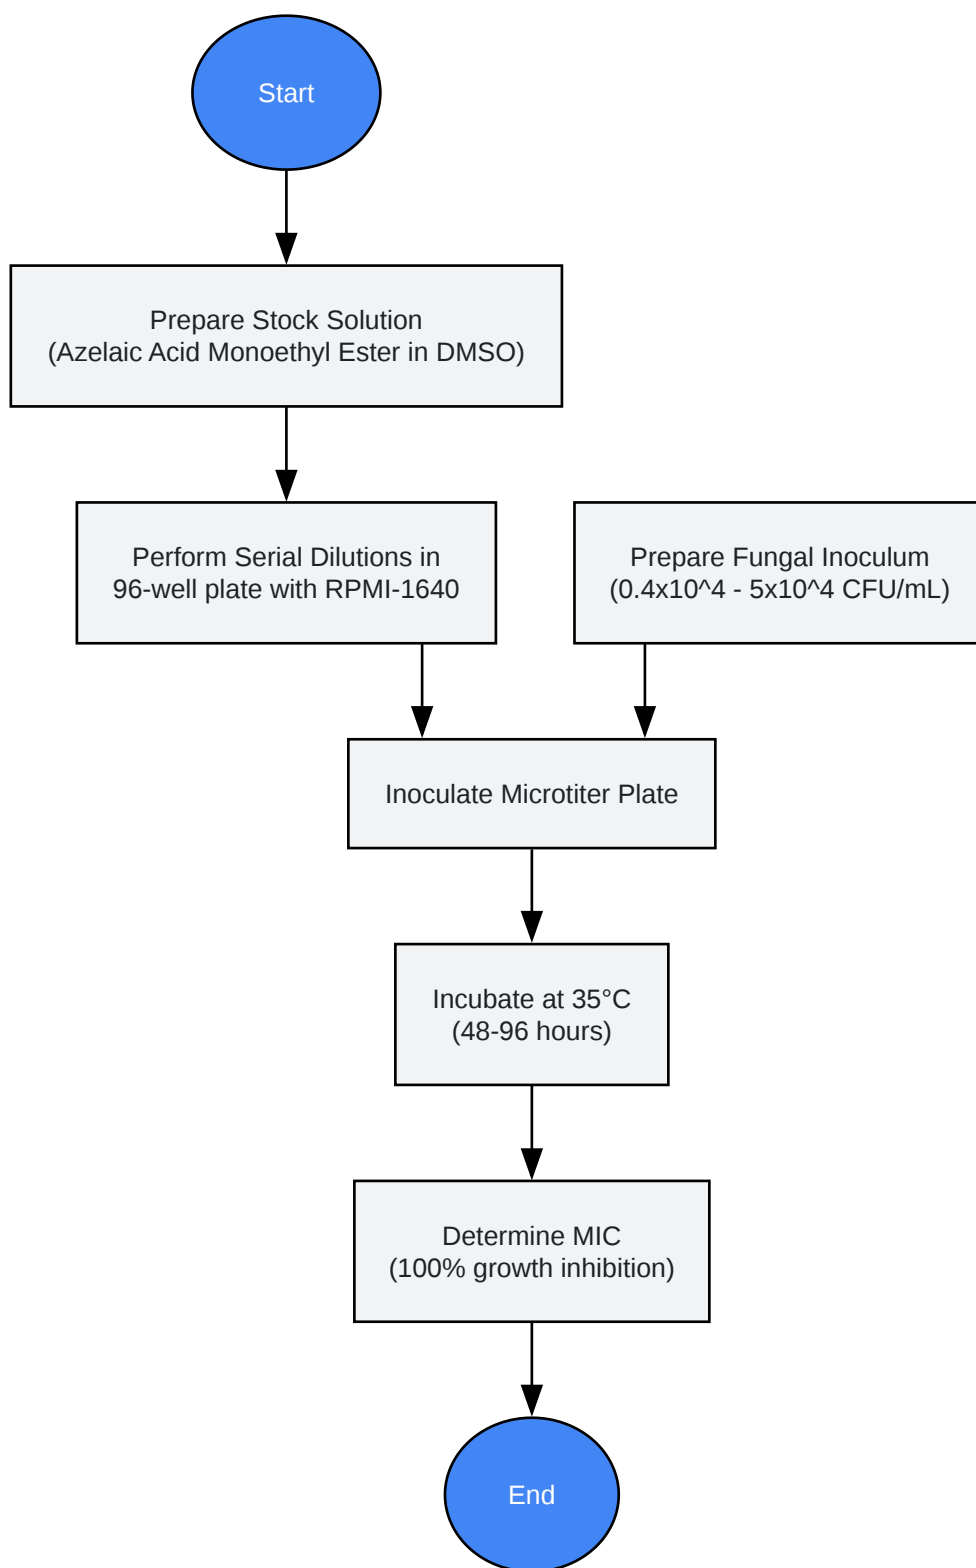 Start
Prepare Stock Solution
(Azelaic Acid Monoethyl Ester in DMSO)
Perform Serial Dilutions in
96-well plate with RPMI-1640
Prepare Fungal Inoculum
(0.4x10^4 - 5x10^4 CFU/mL)
Inoculate Microtiter Plate
Incubate at 35°C
(48-96 hours)
Determine MIC
(100% growth inhibition)
End